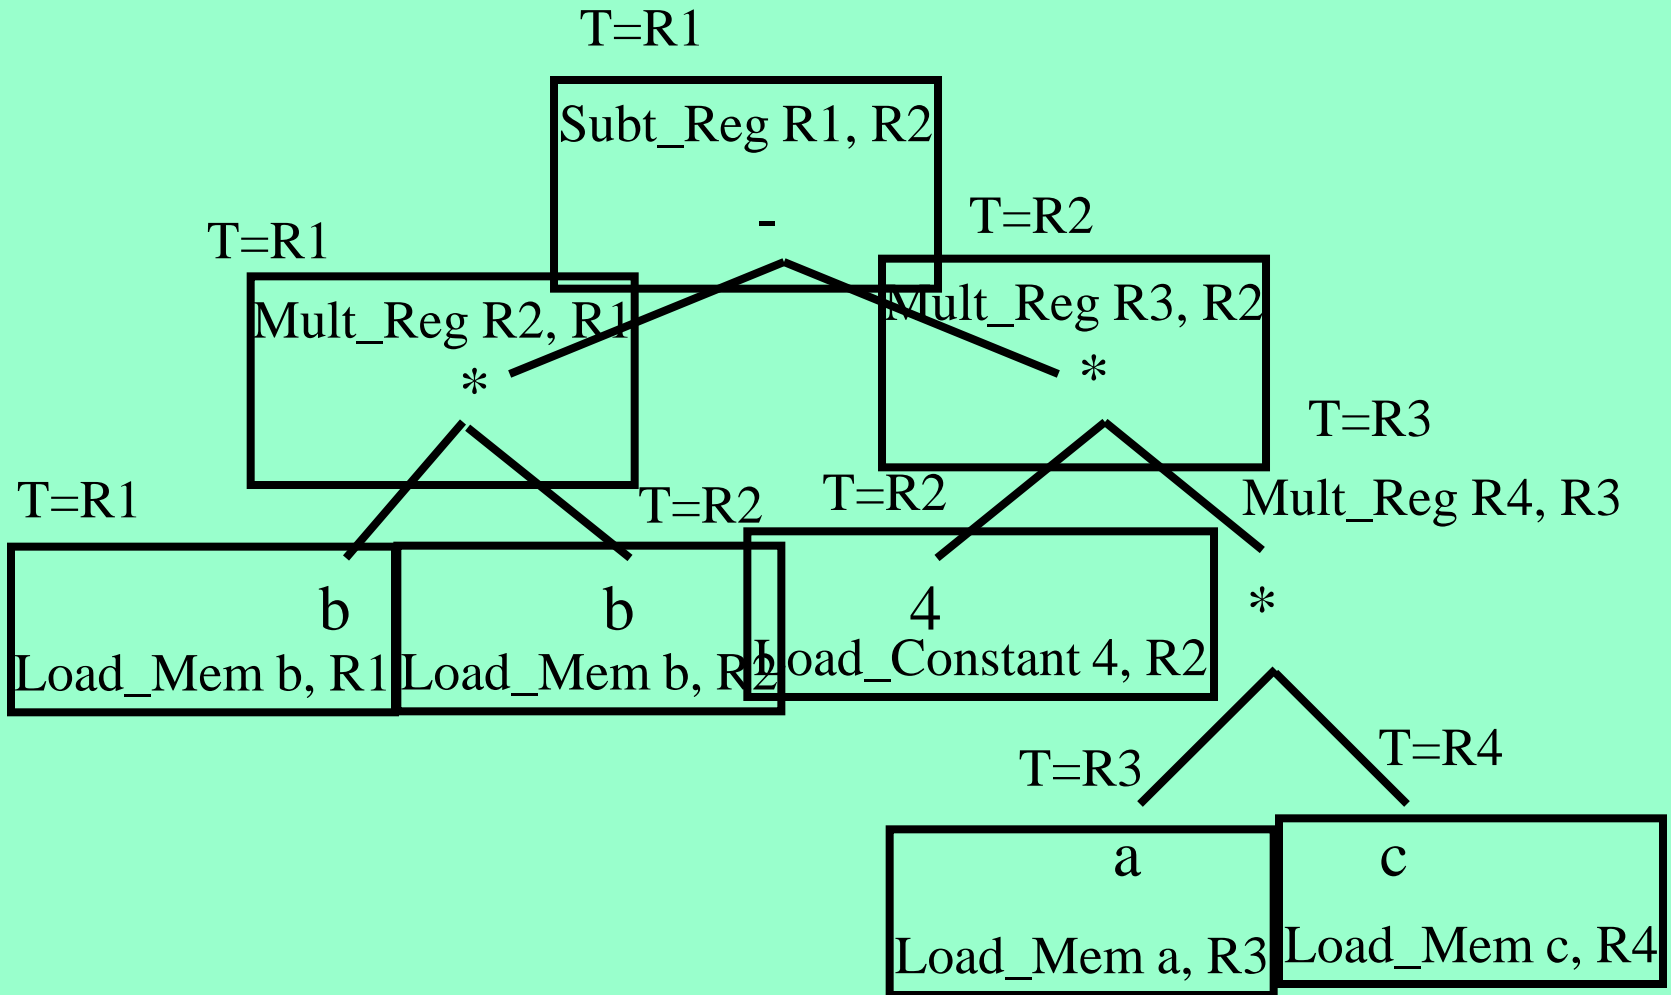 T=R1
Subt_Reg R1, R2
-
T=R1
T=R2
Mult_Reg R2, R1
Mult_Reg R3, R2
*
*
T=R3
T=R1
T=R2
T=R2
Mult_Reg R4, R3
b
b
4
*
Load_Mem b, R1
Load_Mem b, R2
Load_Constant 4, R2
T=R3
T=R4
a
c
Load_Mem a, R3
Load_Mem c, R4